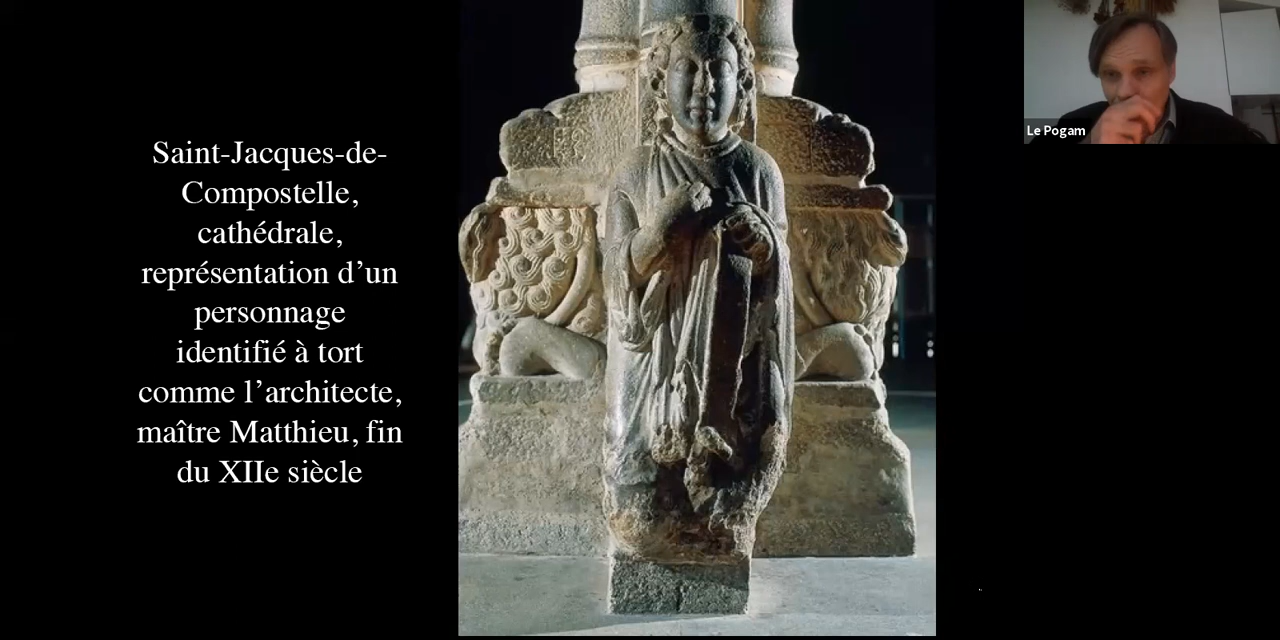 Saint-Jacques-de-
Compostelle,
cathédrale,
représentation d’un
personnage
identifié à tort
comme l’architecte,
maître Matthieu, fin
du XIIe siècle
Le Pogam